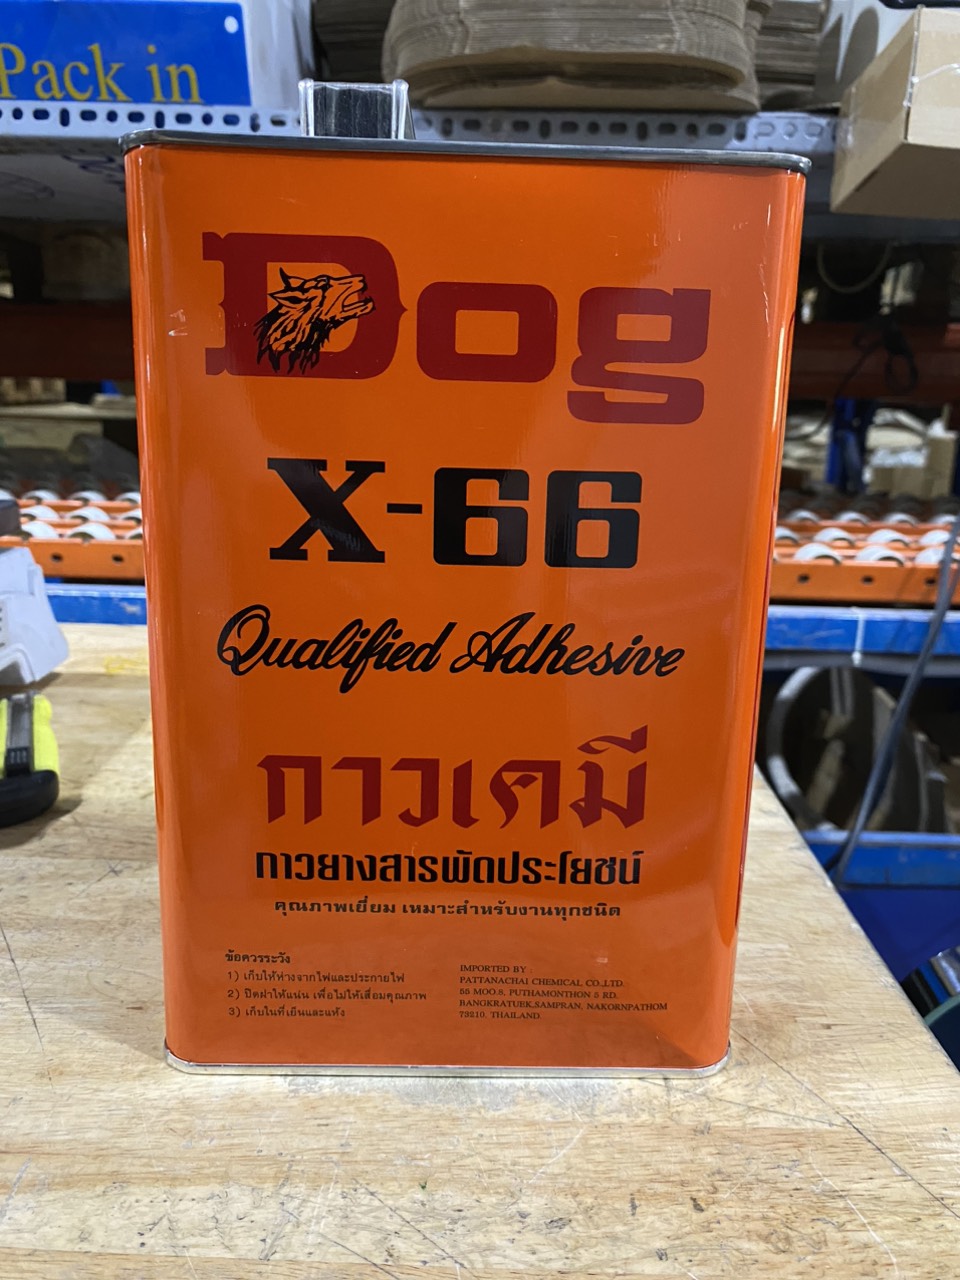 Pack in
Dog
X-66
Qualified Adhesive
กาวเคมี
กาวยางสารพัดประโยชน์
คุณภาพเยี่ยม เหมาะสำหรับงานทุกชนิด
ข้อควรระวัง
1) เก็บให้ห่างจากไฟและประกายไฟ
2) ปิดฝาให้แน่น เพื่อไม่ให้เสื่อมคุณภาพ
3) เก็บในที่เย็นและแห้ง
IMPORTED BY :
PATTANACHAI CHEMICAL CO.,LTD.
55 MOO.8, PUTHAMONTHON 5 RD.
BANGKRATUEK,SAMPRAN, NAKORNPATHOM
73210, THAILAND.